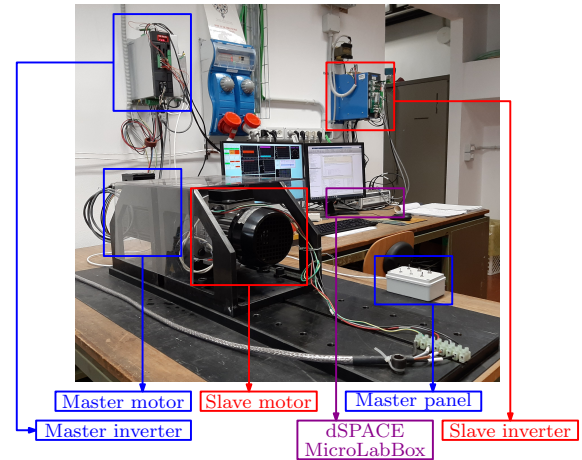 Master motor
Slave motor
Master panel
Master inverter
dSPACE
MicroLabBox
Slave inverter